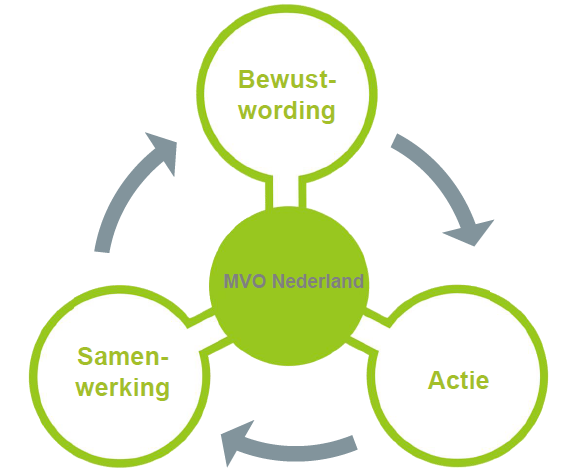 Bewust-
wording
MVO Nederland
Samen-
werking
Actie